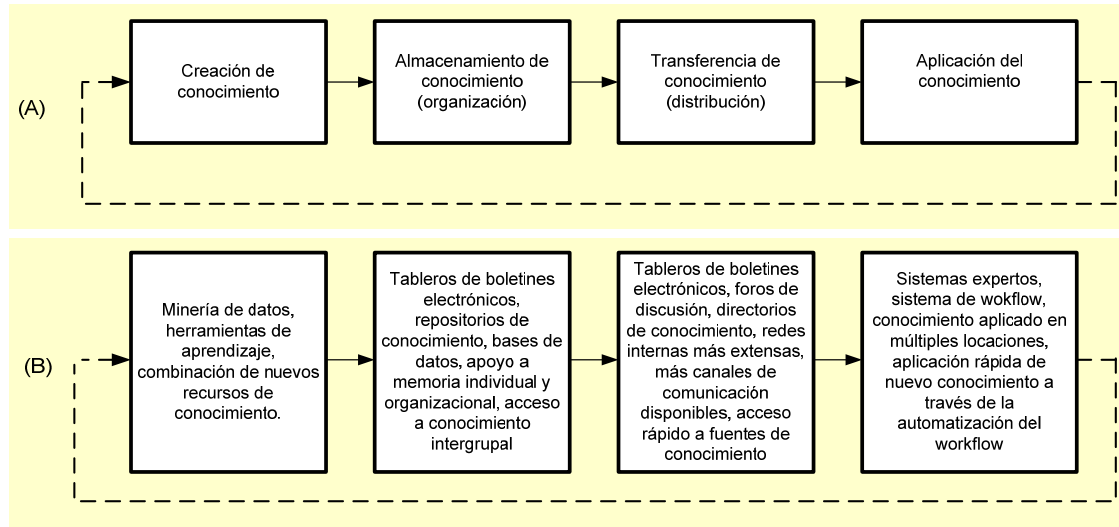 (A)
Creación de
conocimiento
Almacenamiento de
conocimiento
(organización)
Transferencia de
conocimiento
(distribución)
Aplicación del
conocimiento
(B)
Minería de datos,
herramientas de
aprendizaje,
combinación de nuevos
recursos de
conocimiento.
Tableros de boletines
electrónicos,
repositorios de
conocimiento, bases de
datos, apoyo a
memoria individual y
organizacional, acceso
a conocimiento
intergrupal
Tableros de boletines
electrónicos, foros de
discusión, directorios
de conocimiento, redes
internas más extensas,
más canales de
comunicación
disponibles, acceso
rápido a fuentes de
conocimiento
Sistemas expertos,
sistema de wokflow,
conocimiento aplicado en
múltiples locaciones,
aplicación rápida de
nuevo conocimiento a
través de la
automatización del
workflow